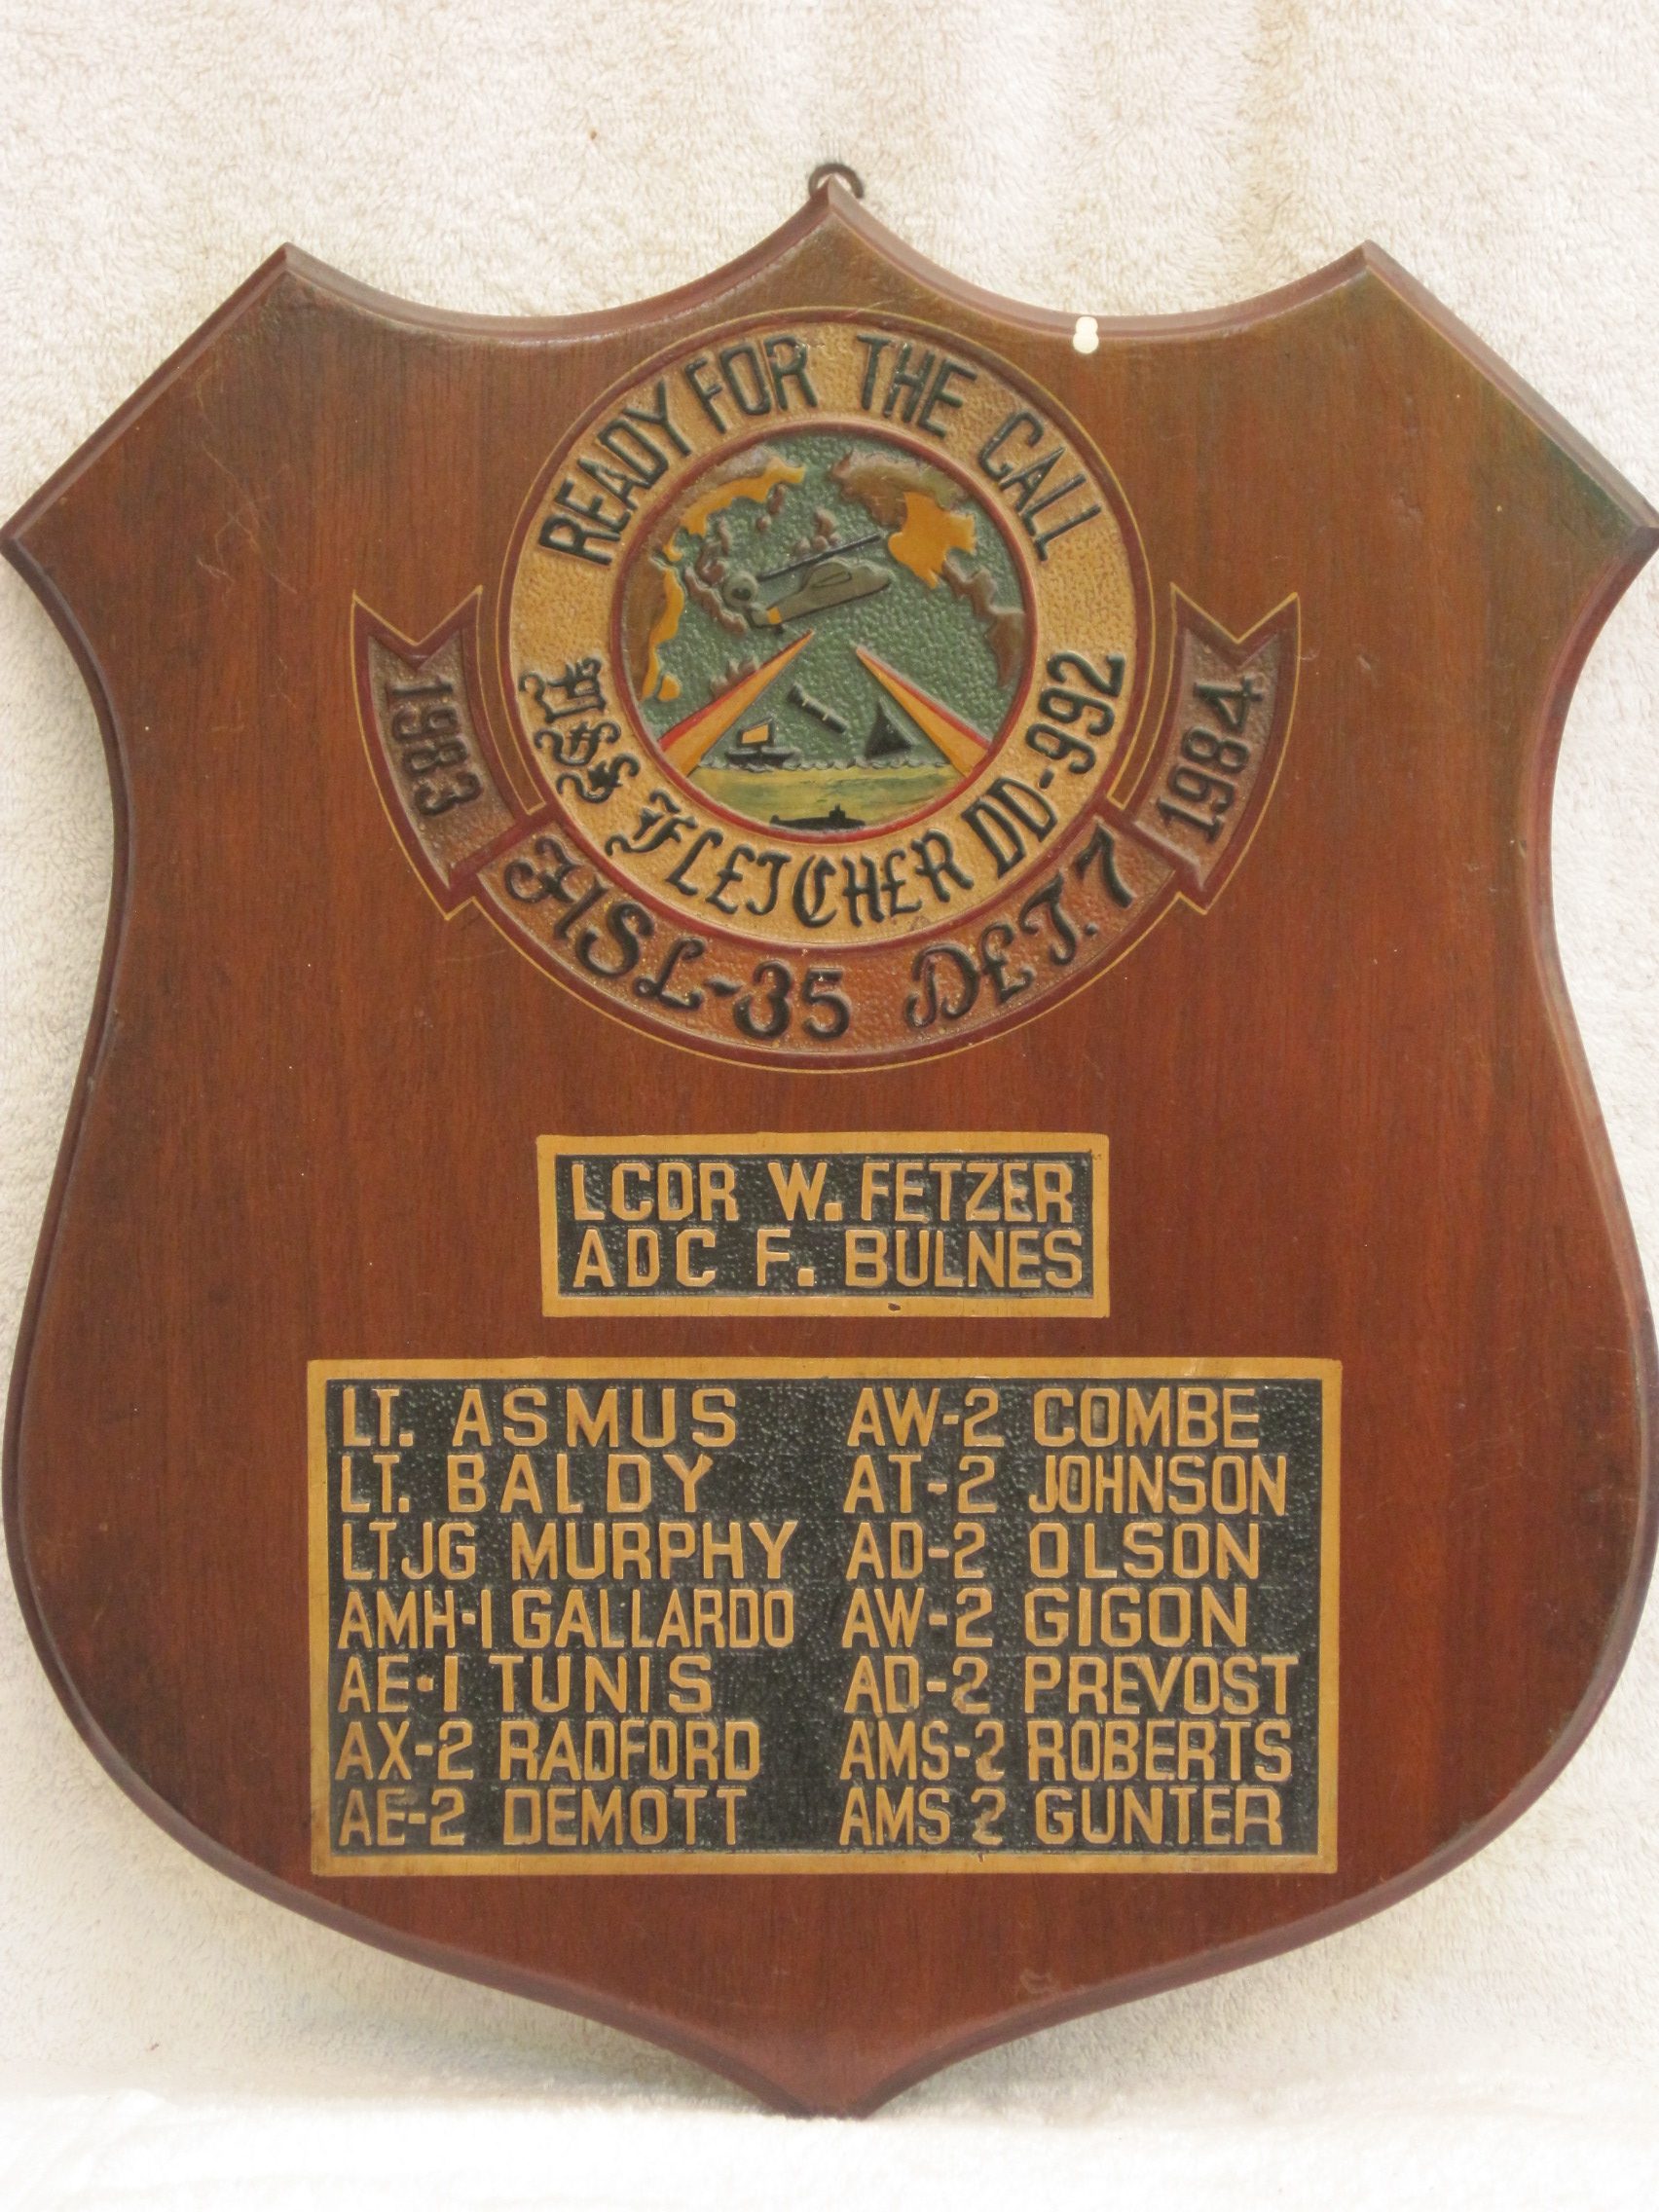 READY FOR THE CALL
USS FLETCHER DD-992
1983
HSL-35 DET. 7
1984
LCDR W. FETZER
ADC F. BULNES
LT. ASMUS
LT. BALDY
LTJG MURPHY
AMH-1 GALLARDO
AE-1 TUNIS
AX-2 RADFORD
AE-2 DEMOTT
AW-2 COMBE
AT-2 JOHNSON
AD-2 OLSON
AW-2 GIGON
AD-2 PREVOST
AMS-2 ROBERTS
AMS 2 GUNTER